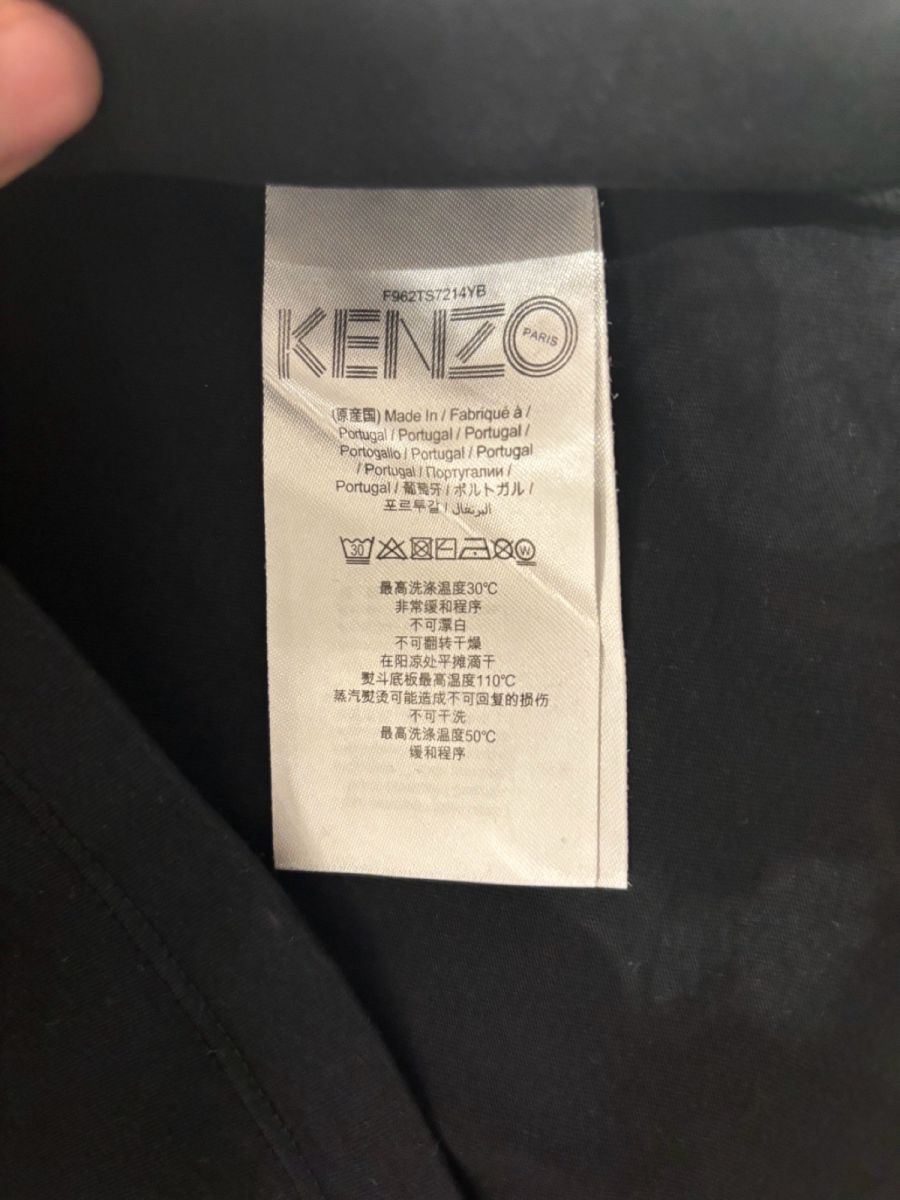 F962TS7214YB
KENZO
PARIS
(原産国) Made In / Fabriqué à /
Portugal / Portugal / Portugal /
Portogallo / Portugal / Portugal
/ Portugal / Португалии /
Portugal / 葡萄牙 / ポルトガル /
포르투갈 / البرتغال
30 W
最高洗涤温度30℃
非常缓和程序
不可漂白
不可翻转干燥
在阳凉处平摊滴干
熨斗底板最高温度110℃
蒸汽熨烫可能造成不可回复的损伤
不可干洗
最高洗涤温度50℃
缓和程序